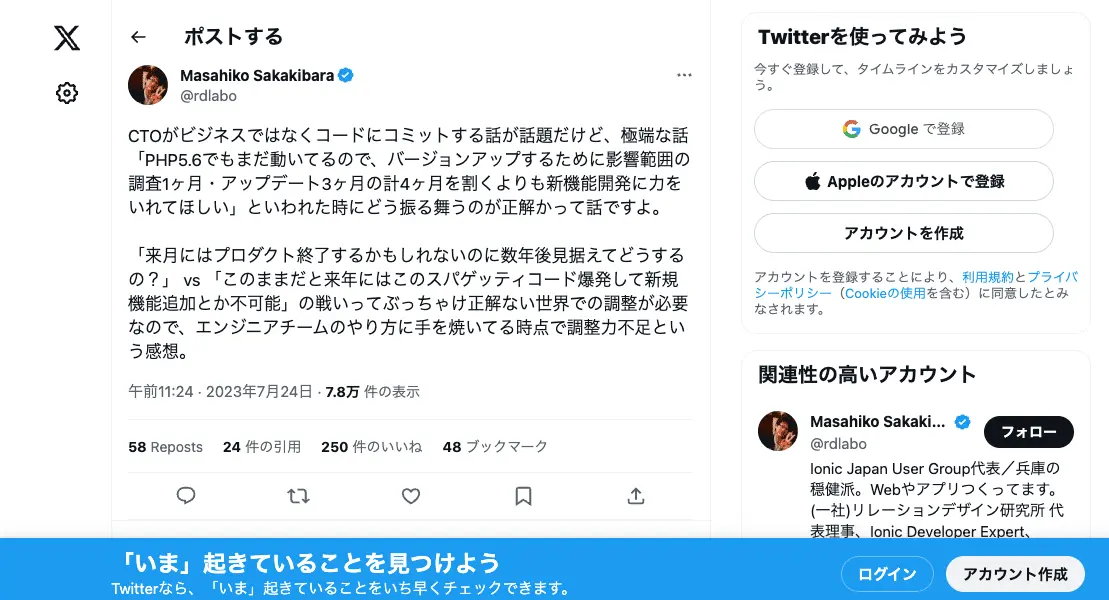 ポストする
Masahiko Sakakibara
@rdlabo
CTOがビジネスではなくコードにコミットする話が話題だけど、極端な話
「PHP5.6でもまだ動いてるので、バージョンアップするために影響範囲の
調査1ヶ月・アップデート3ヶ月の計4ヶ月を割くよりも新機能開発に力を
いれてほしい」といわれた時にどう振る舞うのが正解かって話ですよ。
「来月にはプロダクト終了するかもしれないのに数年後見据えてどうする
の？」 vs 「このままだと来年にはこのスパゲッティコード爆発して新規
機能追加とか不可能」の戦いってぶっちゃけ正解ない世界での調整が必要
なので、エンジニアチームのやり方に手を焼いてる時点で調整力不足とい
う感想。
午前11:24 · 2023年7月24日 · 7.8万 件の表示
58 Reposts 24 件の引用 250 件のいいね 48 ブックマーク
Twitterを使ってみよう
今すぐ登録して、タイムラインをカスタマイズしましょ
う。
Google で登録
Appleのアカウントで登録
アカウントを作成
アカウントを登録することにより、利用規約とプライバ
シーポリシー（Cookieの使用を含む）に同意したとみ
なされます。
関連性の高いアカウント
Masahiko Sakaki...
@rdlabo
フォロー
Ionic Japan User Group代表／兵庫の
穏健派。Webやアプリつくってます。
(一社)リレーションデザイン研究所 代
表理事、Ionic Developer Expert、
「いま」起きていることを見つけよう
Twitterなら、「いま」起きていることをいち早くチェックできます。
ログイン
アカウント作成